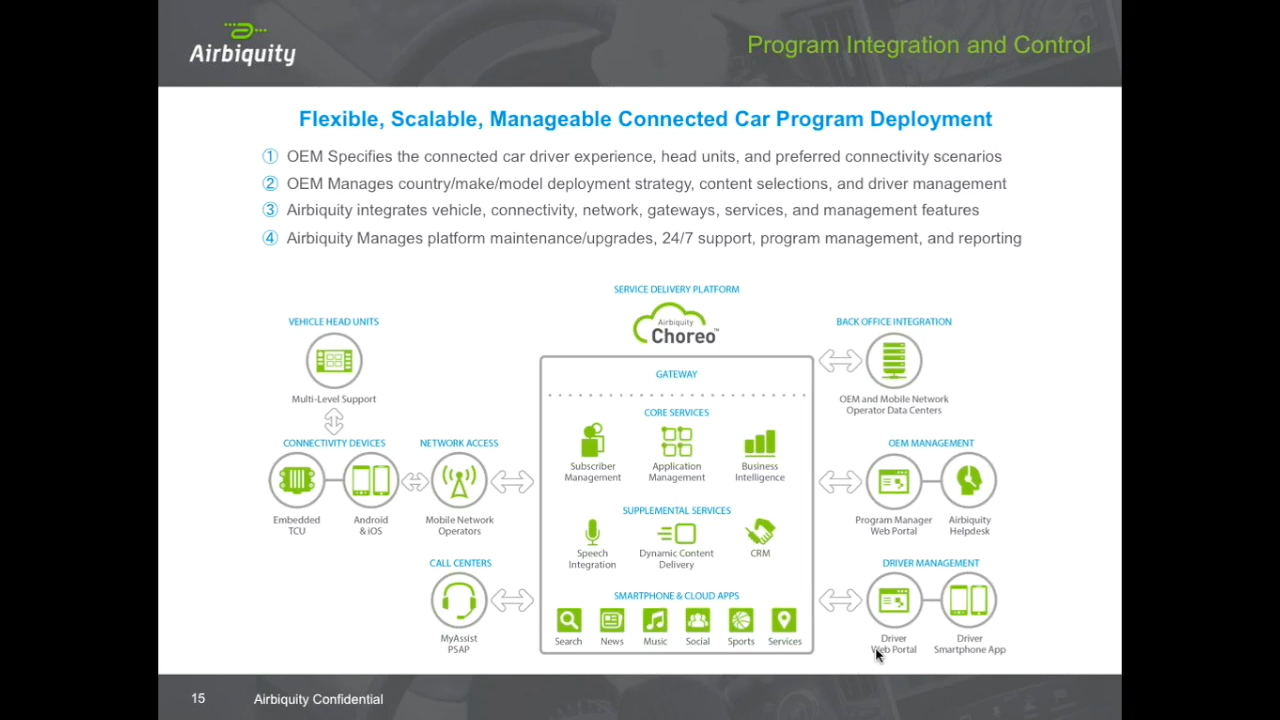 Airbiquity
Program Integration and Control
Flexible, Scalable, Manageable Connected Car Program Deployment
① OEM Specifies the connected car driver experience, head units, and preferred connectivity scenarios
② OEM Manages country/make/model deployment strategy, content selections, and driver management
③ Airbiquity integrates vehicle, connectivity, network, gateways, services, and management features
④ Airbiquity Manages platform maintenance/upgrades, 24/7 support, program management, and reporting
SERVICE DELIVERY PLATFORM
Airbiquity
Choreo™
VEHICLE HEAD UNITS
Multi-Level Support
CONNECTIVITY DEVICES
Embedded
TCU
Android
& iOS
NETWORK ACCESS
Mobile Network
Operators
CALL CENTERS
MyAssist
PSAP
GATEWAY
CORE SERVICES
Subscriber
Management
Application
Management
Business
Intelligence
SUPPLEMENTAL SERVICES
Speech
Integration
Dynamic Content
Delivery
CRM
SMARTPHONE & CLOUD APPS
Search
News
Music
Social
Sports
Services
BACK OFFICE INTEGRATION
OEM and Mobile Network
Operator Data Centers
OEM MANAGEMENT
Program Manager
Web Portal
Airbiquity
Helpdesk
DRIVER MANAGEMENT
Driver
Web Portal
Driver
Smartphone App
15
Airbiquity Confidential